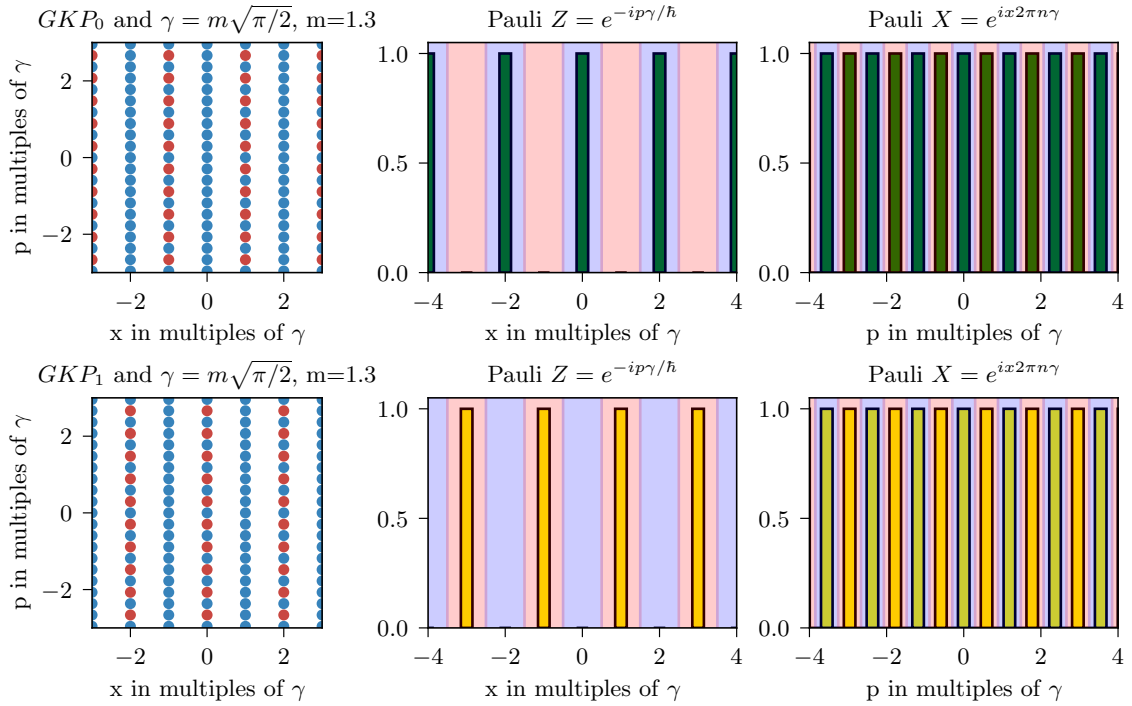 GKP₀ and γ = m√π/2, m=1.3
Pauli Z = e^{-ipγ/ħ}
Pauli X = e^{ix2πnγ}
p in multiples of γ
2
0
−2
−2 0 2
x in multiples of γ
1.0
0.5
0.0
−4 −2 0 2 4
x in multiples of γ
1.0
0.5
0.0
−4 −2 0 2 4
p in multiples of γ
GKP₁ and γ = m√π/2, m=1.3
Pauli Z = e^{-ipγ/ħ}
Pauli X = e^{ix2πnγ}
p in multiples of γ
2
0
−2
−2 0 2
x in multiples of γ
1.0
0.5
0.0
−4 −2 0 2 4
x in multiples of γ
1.0
0.5
0.0
−4 −2 0 2 4
p in multiples of γ